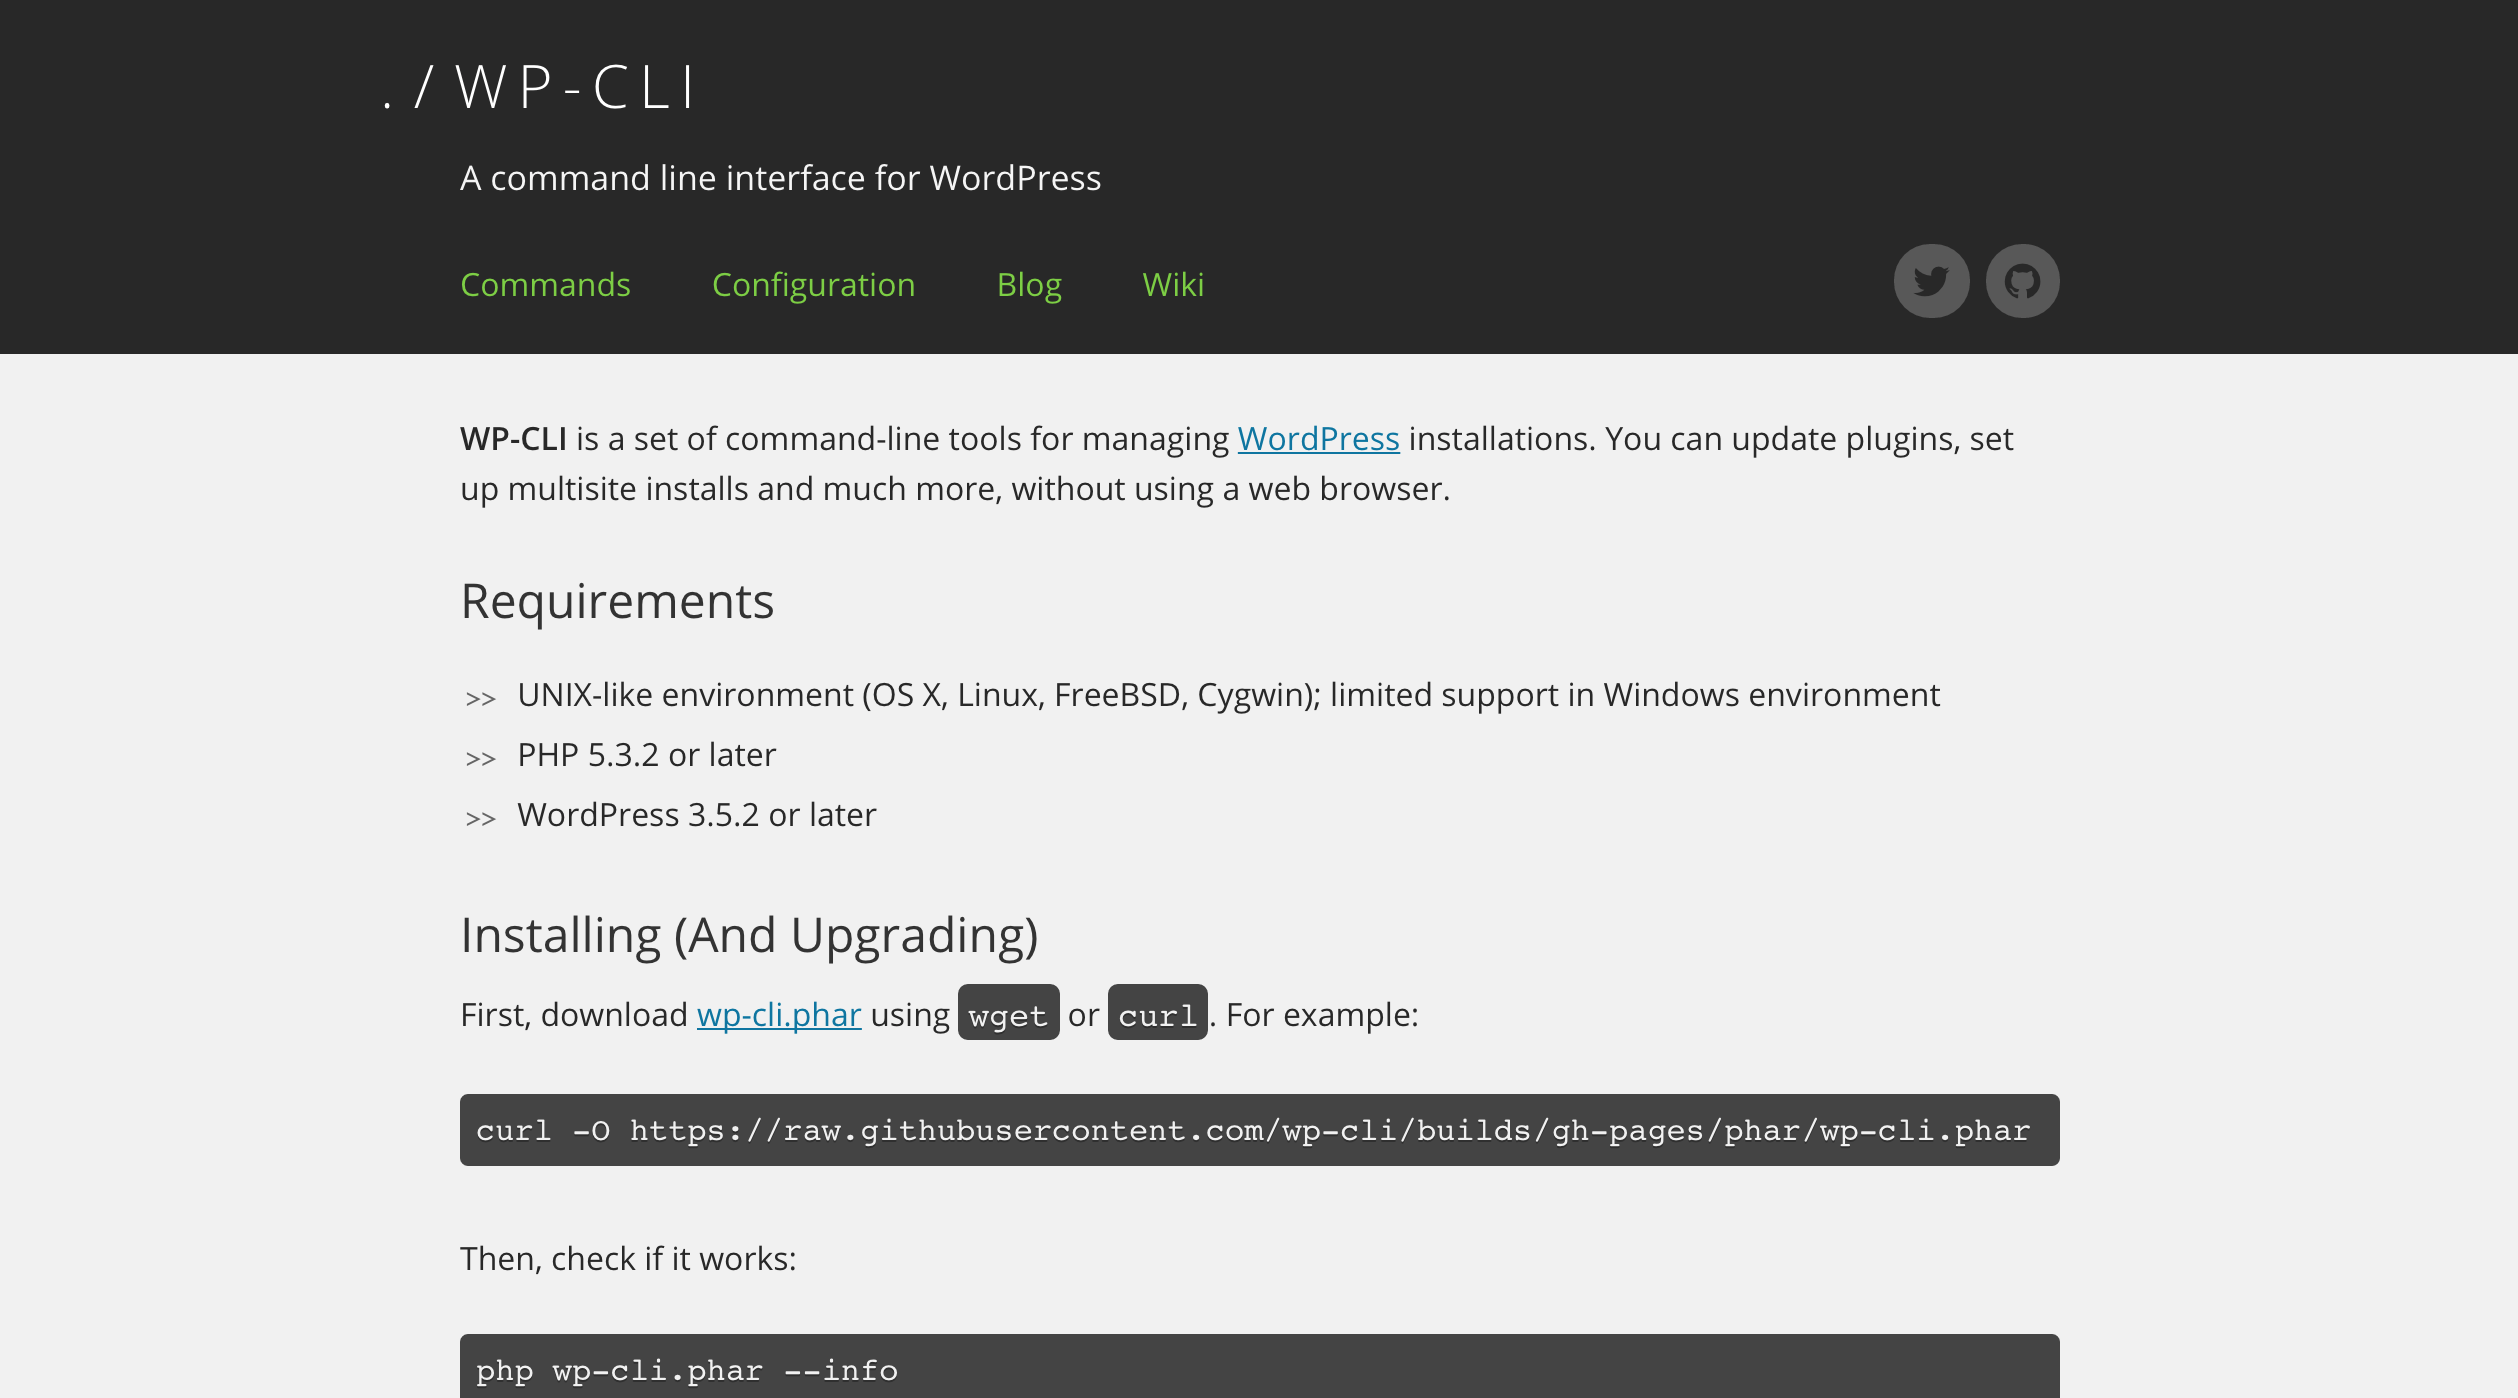 ./WP-CLI
A command line interface for WordPress
Commands Configuration Blog Wiki
WP-CLI is a set of command-line tools for managing WordPress installations. You can update plugins, set
up multisite installs and much more, without using a web browser.
Requirements
>> UNIX-like environment (OS X, Linux, FreeBSD, Cygwin); limited support in Windows environment
>> PHP 5.3.2 or later
>> WordPress 3.5.2 or later
Installing (And Upgrading)
First, download wp-cli.phar using wget or curl. For example:
curl -O https://raw.githubusercontent.com/wp-cli/builds/gh-pages/phar/wp-cli.phar
Then, check if it works:
php wp-cli.phar --info